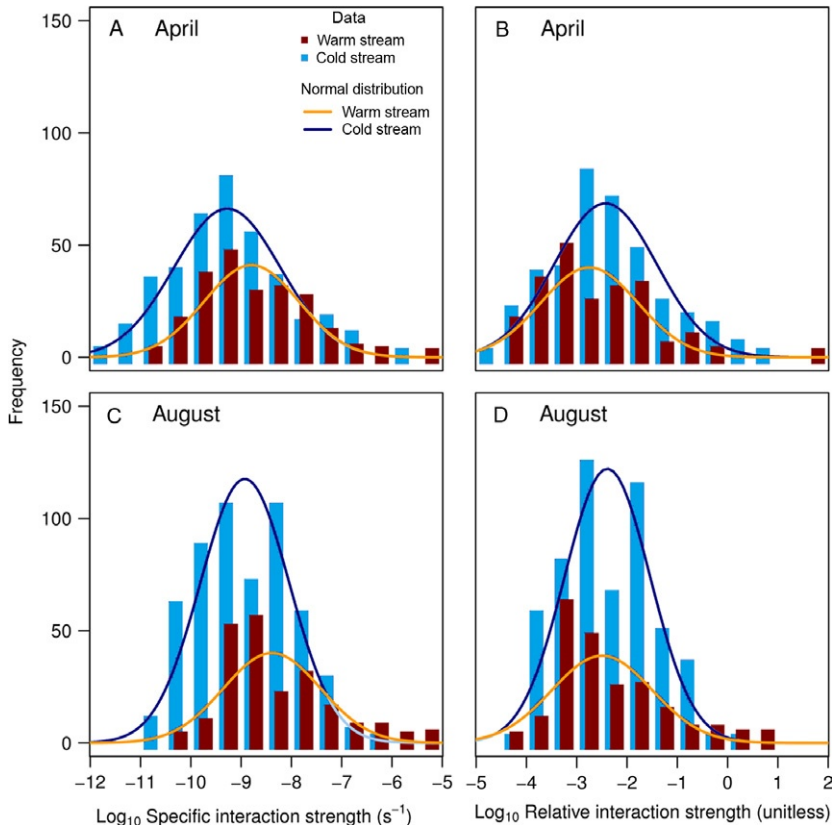 A April
Data
Warm stream
Cold stream
Normal distribution
Warm stream
Cold stream
150
100
50
0
B April
Frequency
C August
150
100
50
0
−12 −11 −10 −9 −8 −7 −6 −5
Log₁₀ Specific interaction strength (s⁻¹)
D August
−5 −4 −3 −2 −1 0 1 2
Log₁₀ Relative interaction strength (unitless)